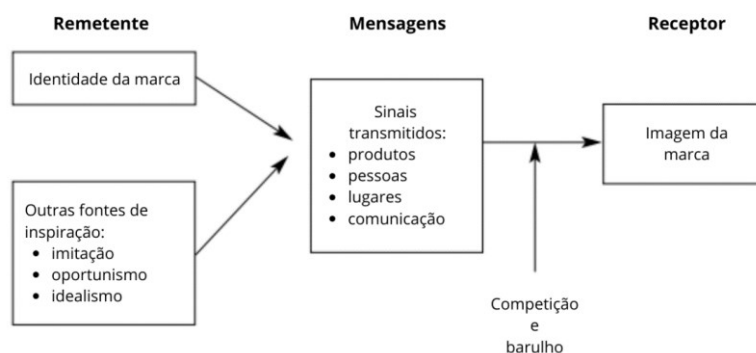 Remetente
Mensagens
Receptor
Identidade da marca
Outras fontes de
inspiração:
• imitação
• oportunismo
• idealismo
Sinais
transmitidos:
• produtos
• pessoas
• lugares
• comunicação
Imagem da
marca
Competição
e
barulho